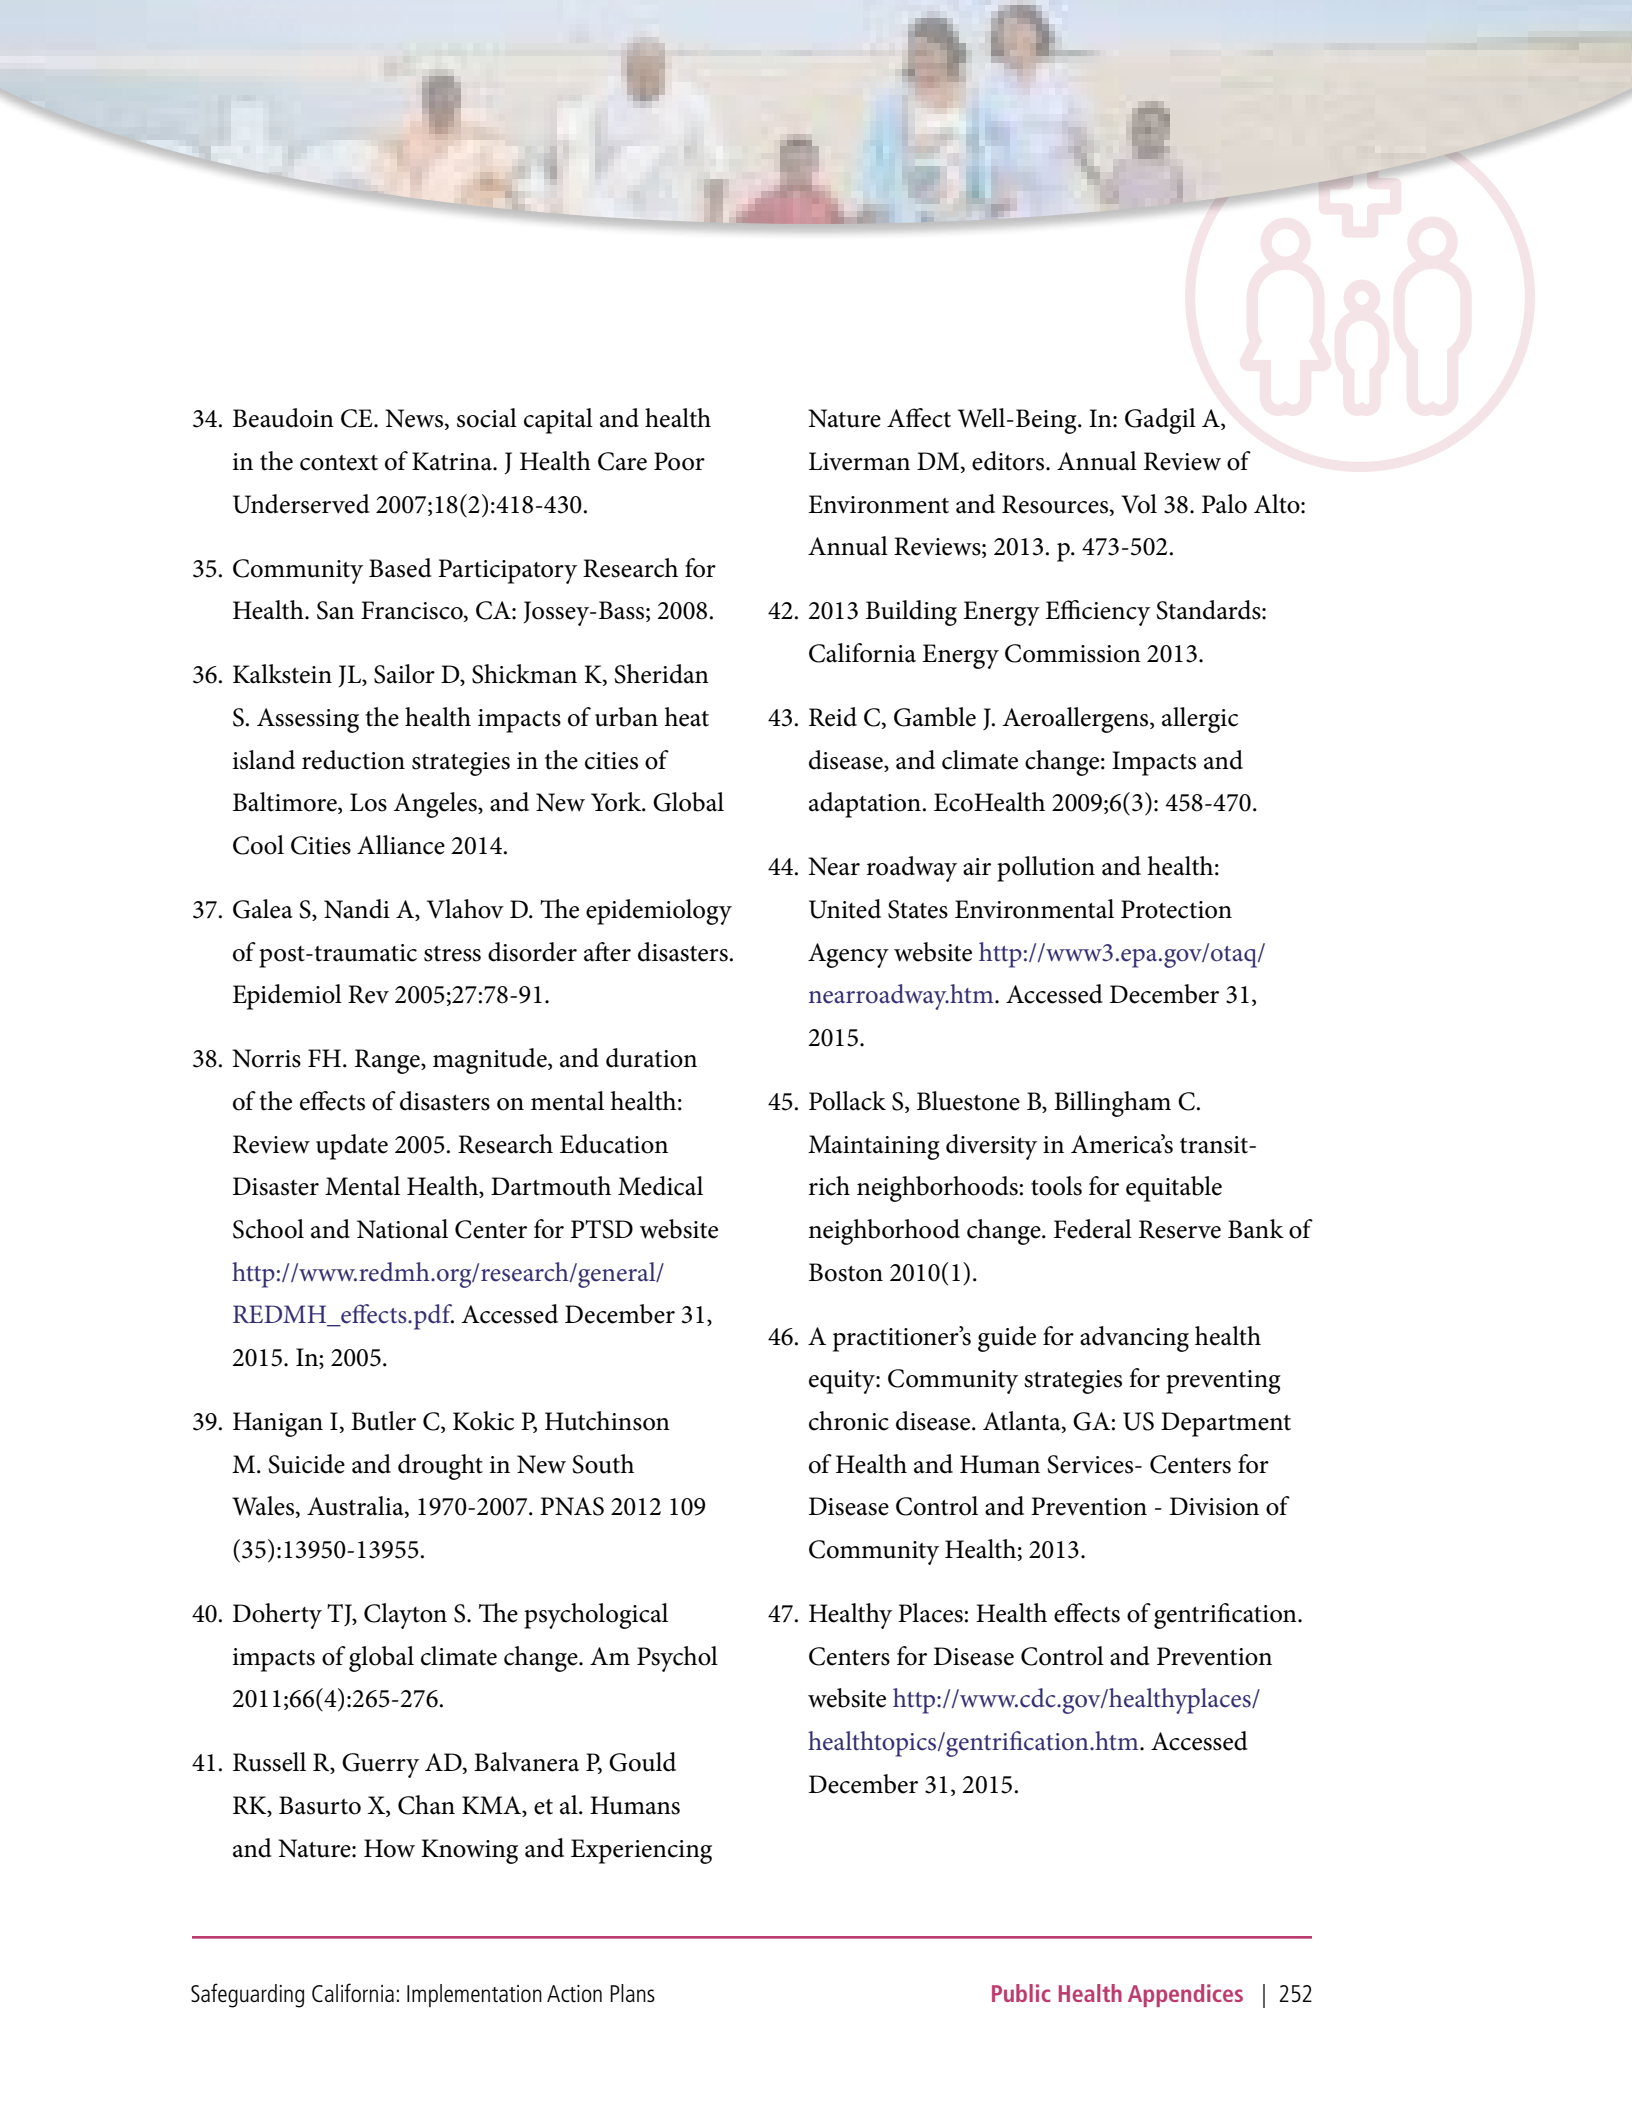 34. Beaudoin CE. News, social capital and health
in the context of Katrina. J Health Care Poor
Underserved 2007;18(2):418-430.
35. Community Based Participatory Research for
Health. San Francisco, CA: Jossey-Bass; 2008.
36. Kalkstein JL, Sailor D, Shickman K, Sheridan
S. Assessing the health impacts of urban heat
island reduction strategies in the cities of
Baltimore, Los Angeles, and New York. Global
Cool Cities Alliance 2014.
37. Galea S, Nandi A, Vlahov D. The epidemiology
of post-traumatic stress disorder after disasters.
Epidemiol Rev 2005;27:78-91.
38. Norris FH. Range, magnitude, and duration
of the effects of disasters on mental health:
Review update 2005. Research Education
Disaster Mental Health, Dartmouth Medical
School and National Center for PTSD website
http://www.redmh.org/research/general/
REDMH_effects.pdf. Accessed December 31,
2015. In; 2005.
39. Hanigan I, Butler C, Kokic P, Hutchinson
M. Suicide and drought in New South
Wales, Australia, 1970-2007. PNAS 2012 109
(35):13950-13955.
40. Doherty TJ, Clayton S. The psychological
impacts of global climate change. Am Psychol
2011;66(4):265-276.
41. Russell R, Guerry AD, Balvanera P, Gould
RK, Basurto X, Chan KMA, et al. Humans
and Nature: How Knowing and Experiencing
Nature Affect Well-Being. In: Gadgil A,
Liverman DM, editors. Annual Review of
Environment and Resources, Vol 38. Palo Alto:
Annual Reviews; 2013. p. 473-502.
42. 2013 Building Energy Efficiency Standards:
California Energy Commission 2013.
43. Reid C, Gamble J. Aeroallergens, allergic
disease, and climate change: Impacts and
adaptation. EcoHealth 2009;6(3): 458-470.
44. Near roadway air pollution and health:
United States Environmental Protection
Agency website http://www3.epa.gov/otaq/
nearroadway.htm. Accessed December 31,
2015.
45. Pollack S, Bluestone B, Billingham C.
Maintaining diversity in America’s transit-
rich neighborhoods: tools for equitable
neighborhood change. Federal Reserve Bank of
Boston 2010(1).
46. A practitioner’s guide for advancing health
equity: Community strategies for preventing
chronic disease. Atlanta, GA: US Department
of Health and Human Services- Centers for
Disease Control and Prevention - Division of
Community Health; 2013.
47. Healthy Places: Health effects of gentrification.
Centers for Disease Control and Prevention
website http://www.cdc.gov/healthyplaces/
healthtopics/gentrification.htm. Accessed
December 31, 2015.
Safeguarding California: Implementation Action Plans
Public Health Appendices | 252